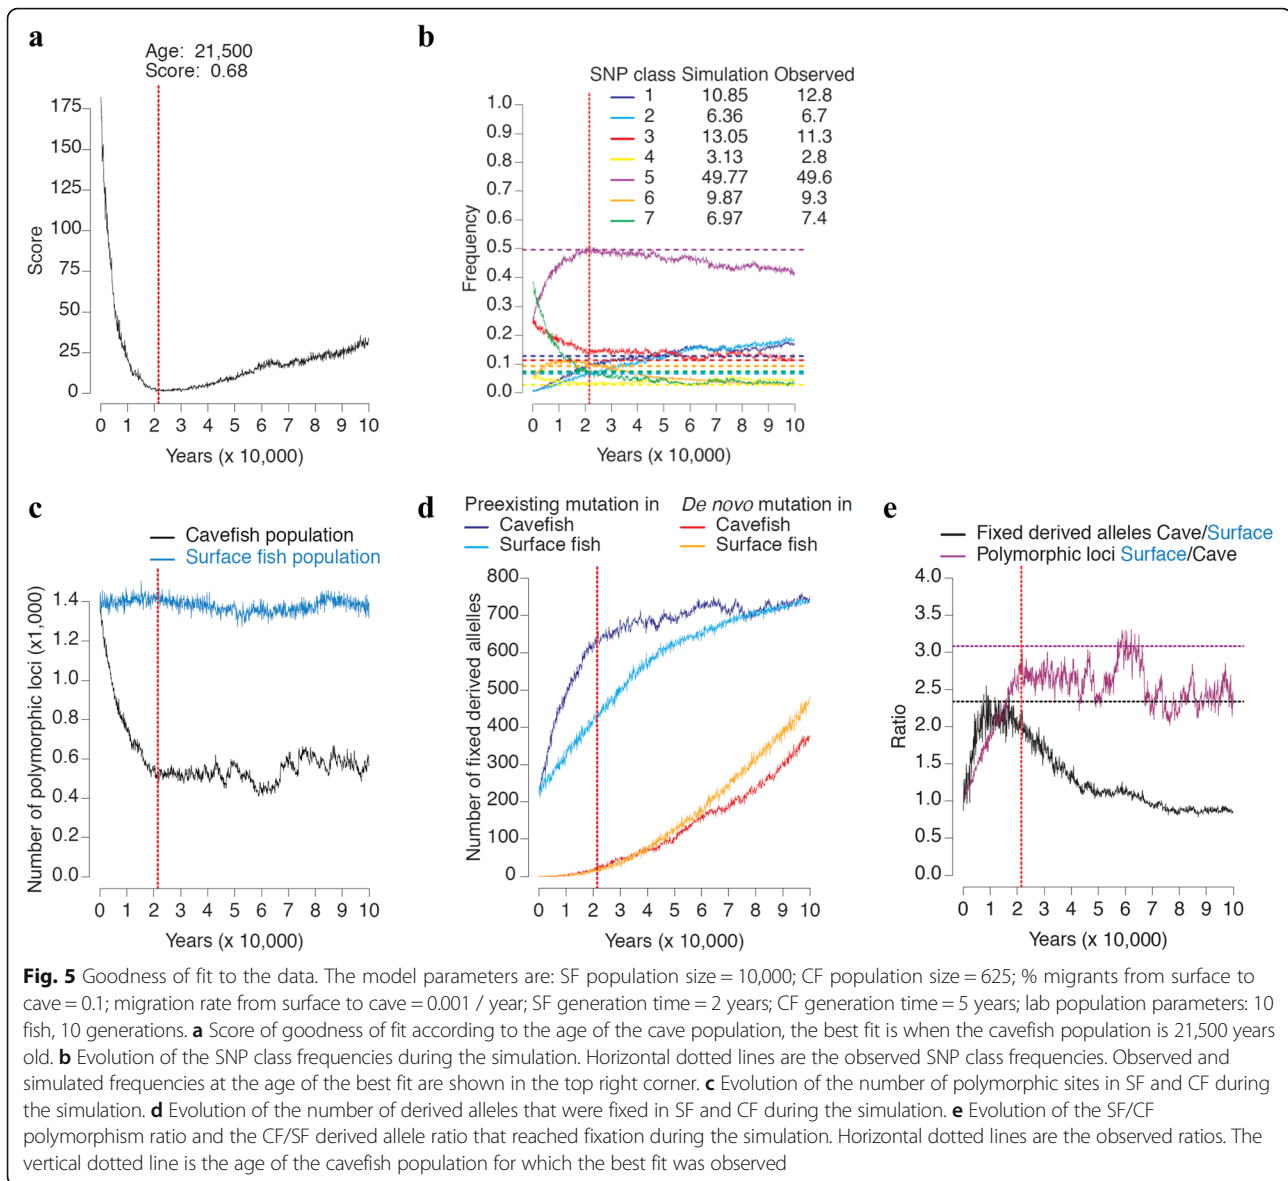 a
Age: 21,500
Score: 0.68
175
150
125
100
75
50
25
0
Score
0 1 2 3 4 5 6 7 8 9 10
Years (x 10,000)
b
SNP class Simulation Observed
1 10.85 12.8
2 6.36 6.7
3 13.05 11.3
4 3.13 2.8
5 49.77 49.6
6 9.87 9.3
7 6.97 7.4
1.0
0.9
0.8
0.7
0.6
0.5
0.4
0.3
0.2
0.1
0.0
Frequency
0 1 2 3 4 5 6 7 8 9 10
Years (x 10,000)
c
Cavefish population
Surface fish population
1.4
1.2
1.0
0.8
0.6
0.4
0.2
0.0
Number of polymorphic loci (x1,000)
0 1 2 3 4 5 6 7 8 9 10
Years (x 10,000)
d
Preexisting mutation in De novo mutation in
Cavefish Cavefish
Surface fish Surface fish
800
700
600
500
400
300
200
100
0
Number of fixed derived alleles
0 1 2 3 4 5 6 7 8 9 10
Years (x 10,000)
e
Fixed derived alleles Cave/Surface
Polymorphic loci Surface/Cave
4.0
3.5
3.0
2.5
2.0
1.5
1.0
0.5
0.0
Ratio
0 1 2 3 4 5 6 7 8 9 10
Years (x 10,000)
Fig. 5 Goodness of fit to the data. The model parameters are: SF population size = 10,000; CF population size = 625; % migrants from surface to
cave = 0.1; migration rate from surface to cave = 0.001 / year; SF generation time = 2 years; CF generation time = 5 years; lab population parameters: 10
fish, 10 generations. a Score of goodness of fit according to the age of the cave population, the best fit is when the cavefish population is 21,500 years
old. b Evolution of the SNP class frequencies during the simulation. Horizontal dotted lines are the observed SNP class frequencies. Observed and
simulated frequencies at the age of the best fit are shown in the top right corner. c Evolution of the number of polymorphic sites in SF and CF during
the simulation. d Evolution of the number of derived alleles that were fixed in SF and CF during the simulation. e Evolution of the SF/CF
polymorphism ratio and the CF/SF derived allele ratio that reached fixation during the simulation. Horizontal dotted lines are the observed ratios. The
vertical dotted line is the age of the cavefish population for which the best fit was observed